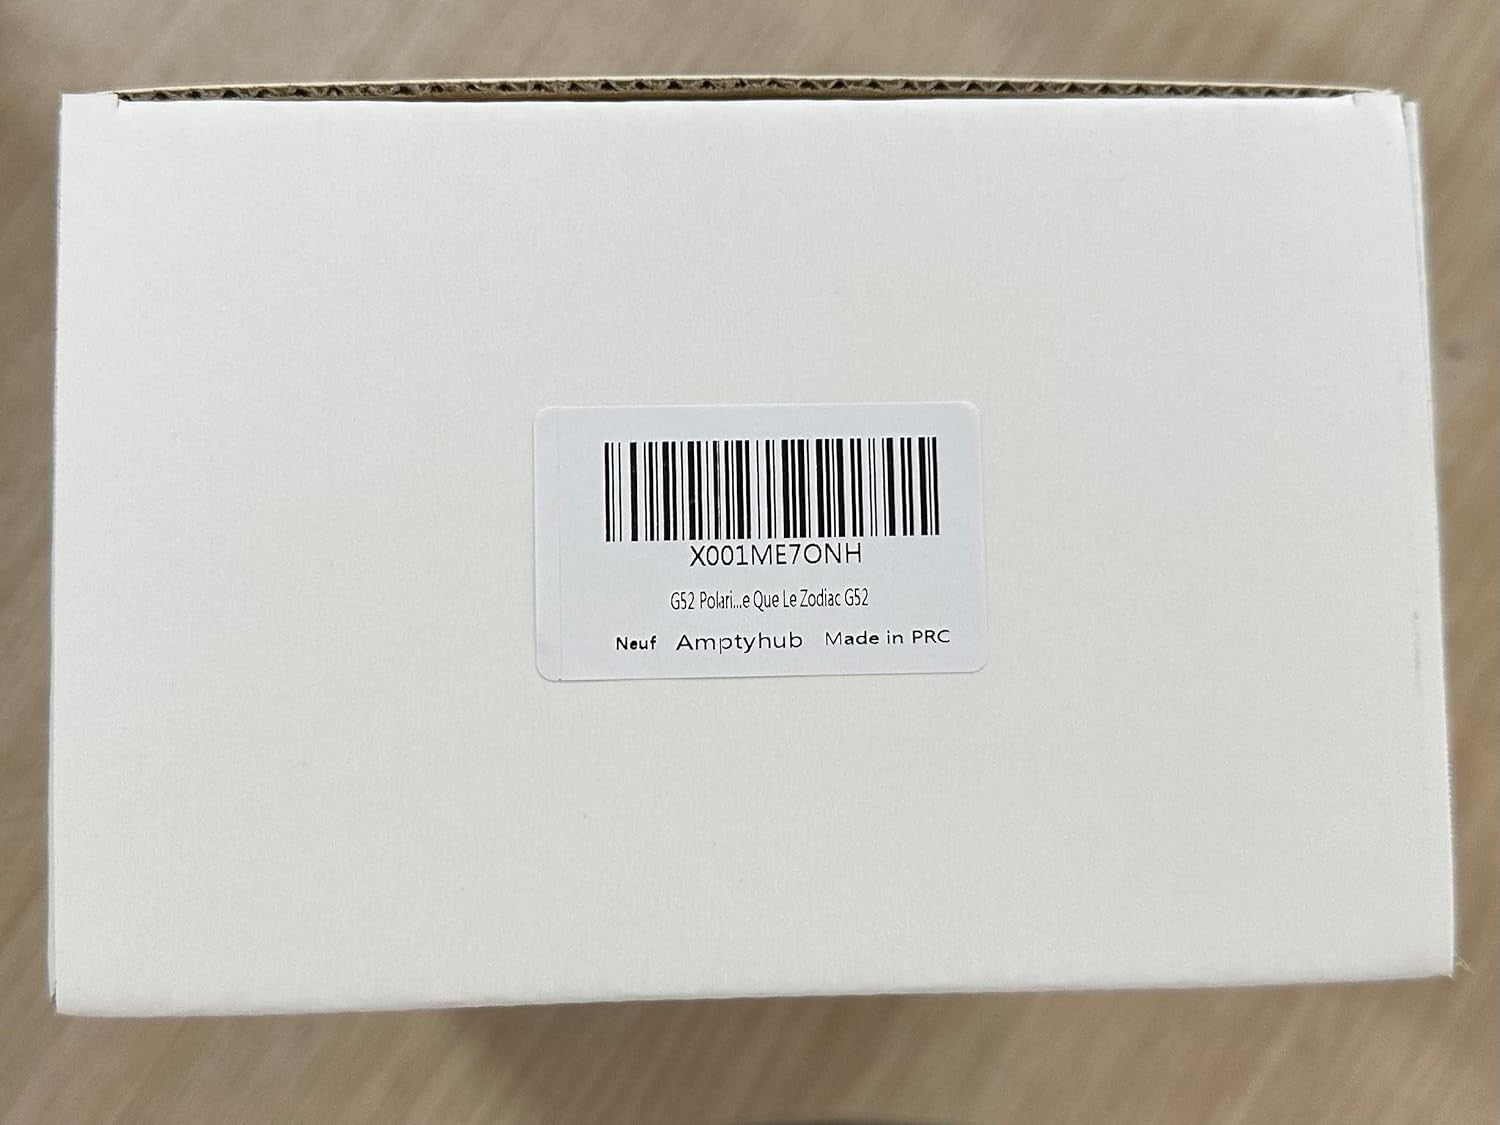 X001ME7ONH
G52 Polari...e Que Le Zodiac G52
Neuf Amptyhub Made in PRC